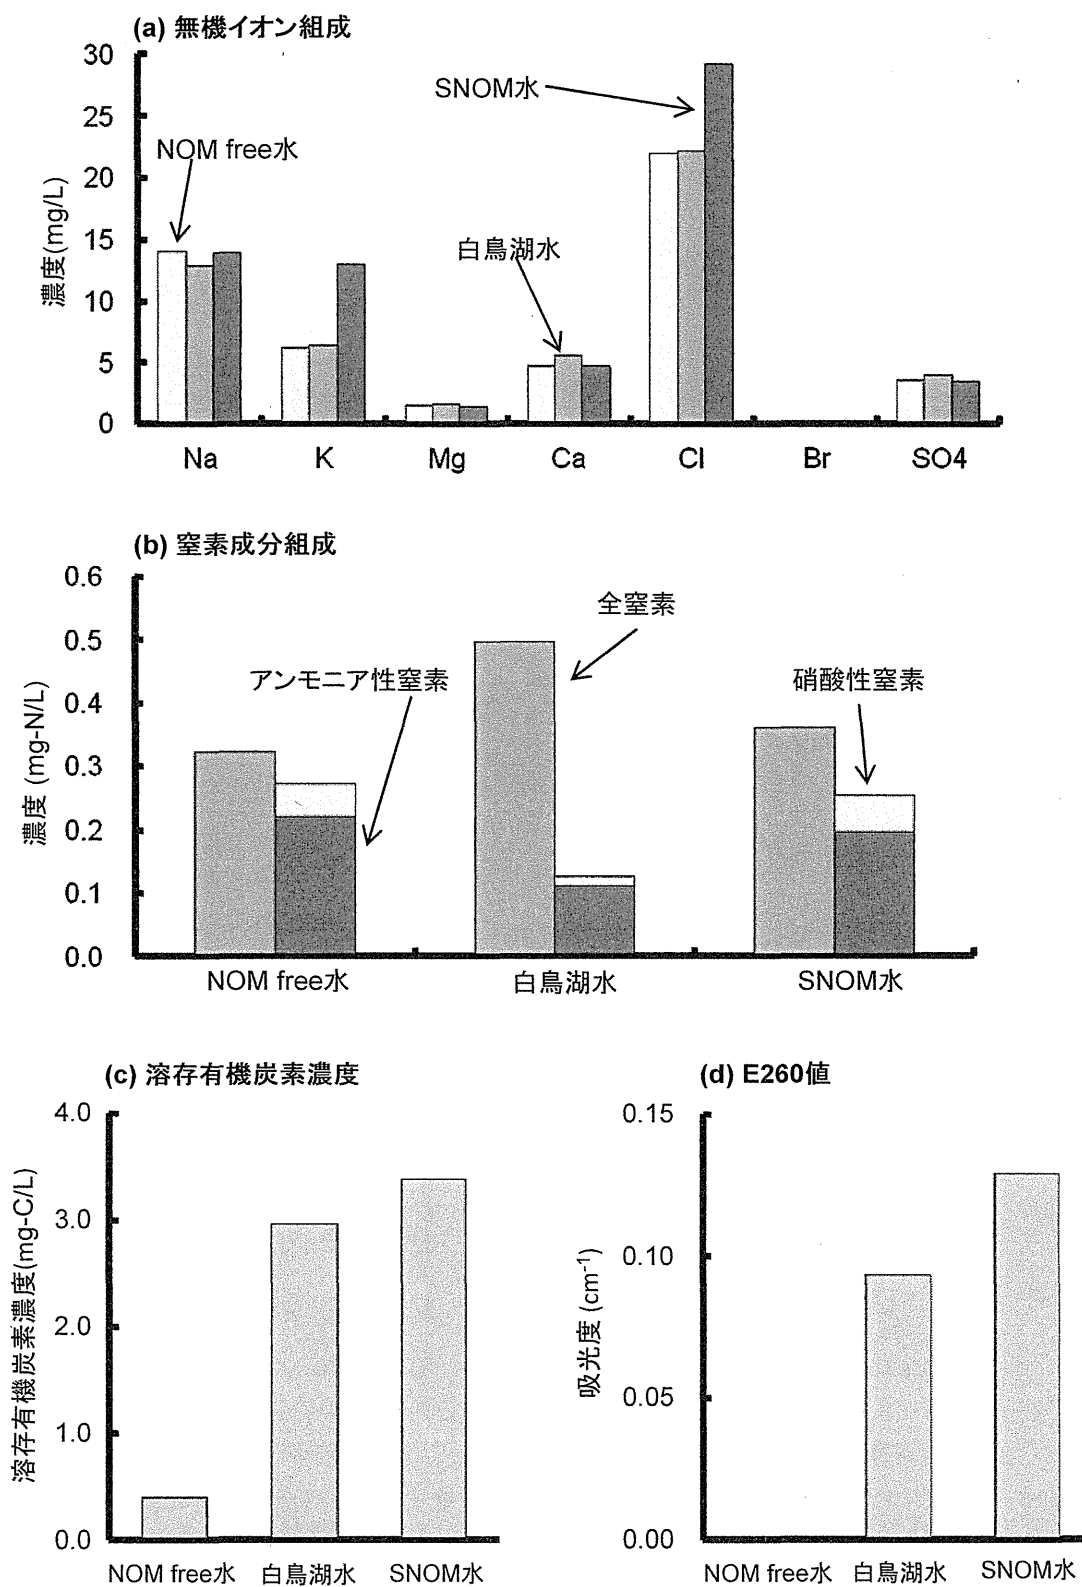 (a) 無機イオン組成
30
25
20
15
10
5
0
濃度(mg/L)
SNOM水
NOM free水
白鳥湖水
Na K Mg Ca Cl Br SO4
(b) 窒素成分組成
0.6
0.5
0.4
0.3
0.2
0.1
0.0
濃度 (mg-N/L)
全窒素
アンモニア性窒素
硝酸性窒素
NOM free水 白鳥湖水 SNOM水
(c) 溶存有機炭素濃度
4.0
3.0
2.0
1.0
0.0
溶存有機炭素濃度(mg-C/L)
NOM free水 白鳥湖水 SNOM水
(d) E260値
0.15
0.10
0.05
0.00
吸光度 (cm-1)
NOM free水 白鳥湖水 SNOM水